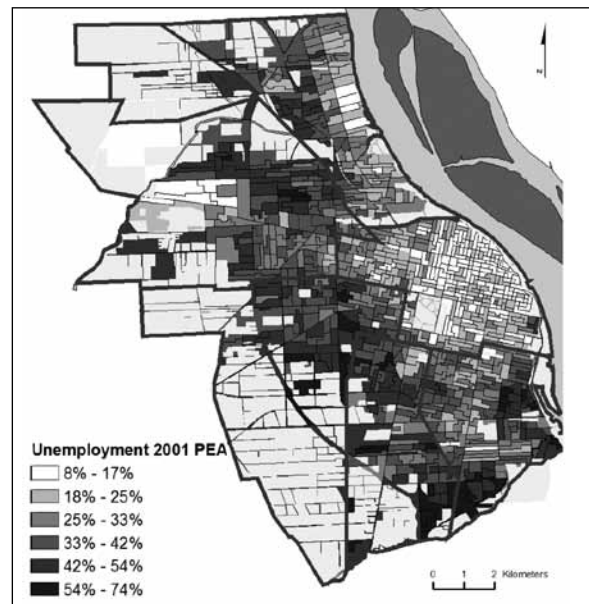 N
Unemployment 2001 PEA
8% - 17%
18% - 25%
25% - 33%
33% - 42%
42% - 54%
54% - 74%
0 1 2 Kilometers